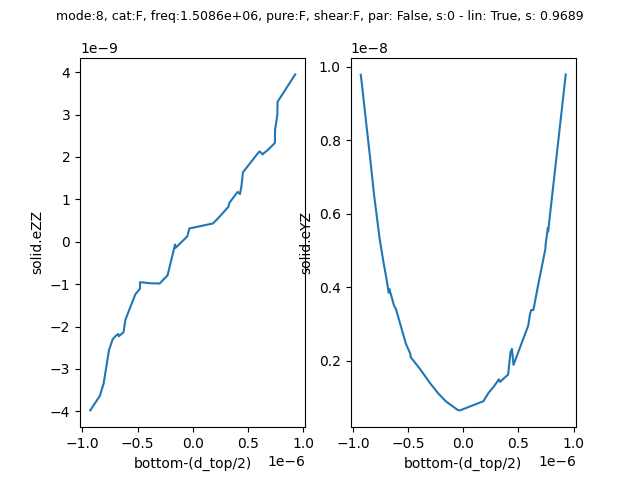 mode:8, cat:F, freq:1.5086e+06, pure:F, shear:F, par: False, s:0 - lin: True, s: 0.9689
1e−9
4
3
2
1
0
−1
−2
−3
−4
solid.eZZ
−1.0
−0.5
0.0
0.5
1.0
bottom-(d_top/2)
1e−6
1e−8
1.0
0.8
0.6
0.4
0.2
solid.eYZ
−1.0
−0.5
0.0
0.5
1.0
bottom-(d_top/2)
1e−6